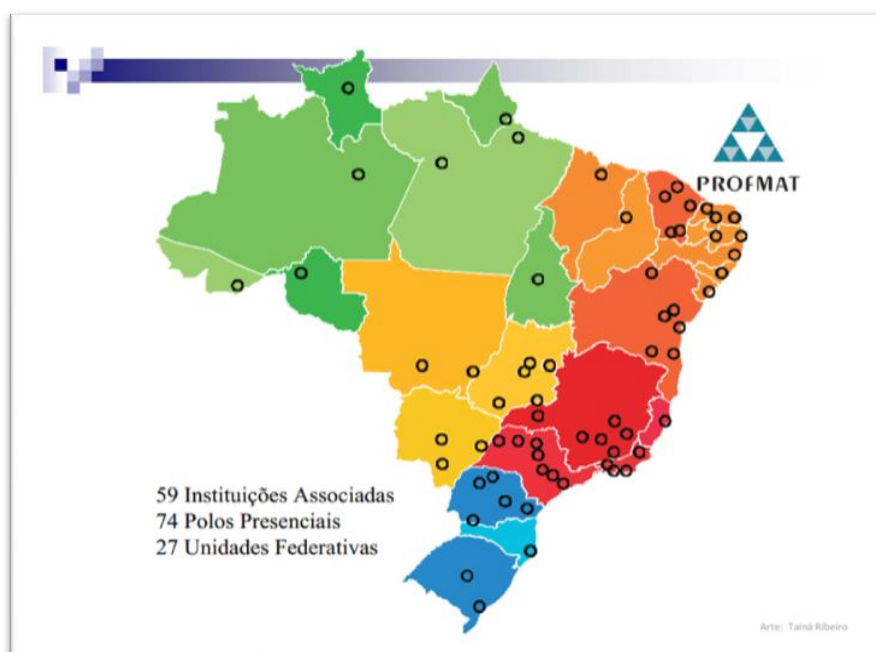 PROFMAT
59 Instituições Associadas
74 Polos Presenciais
27 Unidades Federativas
Arte: Tainá Ribeiro